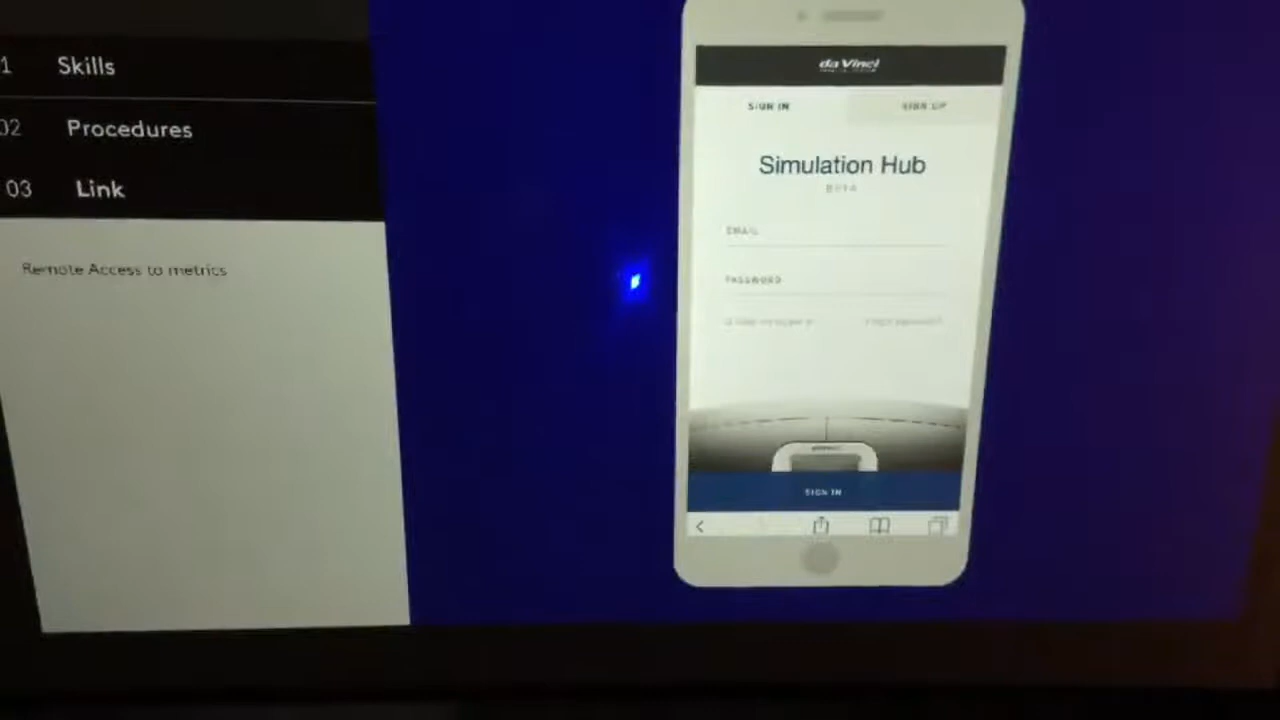 1 Skills
02 Procedures
03 Link
Remote Access to metrics
da Vinci
SIGN IN
SIGN UP
Simulation Hub
BETA
EMAIL
PASSWORD
SIGN IN